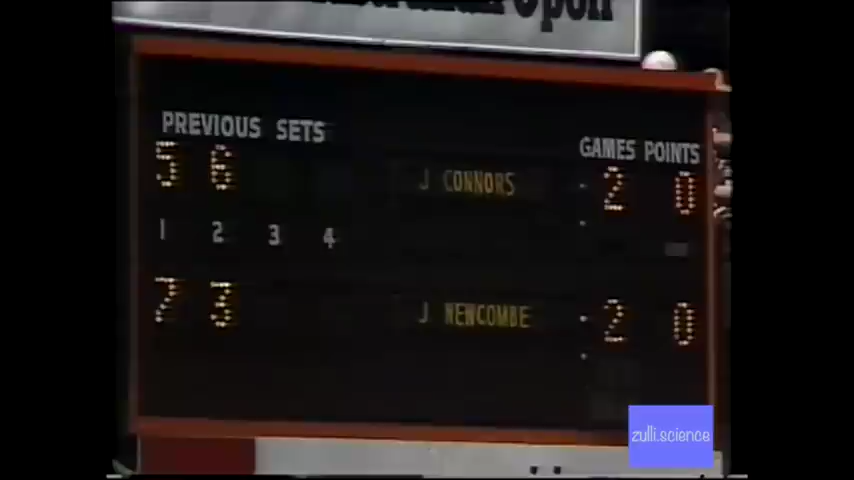 Open
PREVIOUS SETS
GAMES POINTS
5 6 J CONNORS 2 0
1 2 3 4
7 3 J NEWCOMBE 2 0
zulli.science